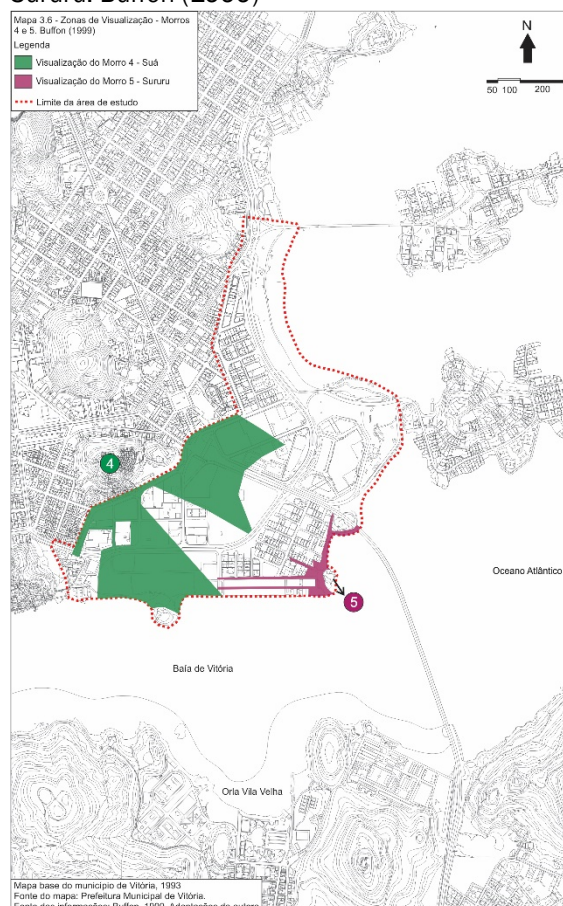 Mapa 3.6 - Zonas de Visualização - Morros
4 e 5. Buffon (1999)
Legenda
Visualização do Morro 4 - Suá
Visualização do Morro 5 - Sururu
Limite da área de estudo
N
50 100 200
4
Oceano Atlântico
5
Baía de Vitória
Orla Vila Velha
Mapa base do município de Vitória, 1993
Fonte do mapa: Prefeitura Municipal de Vitória.